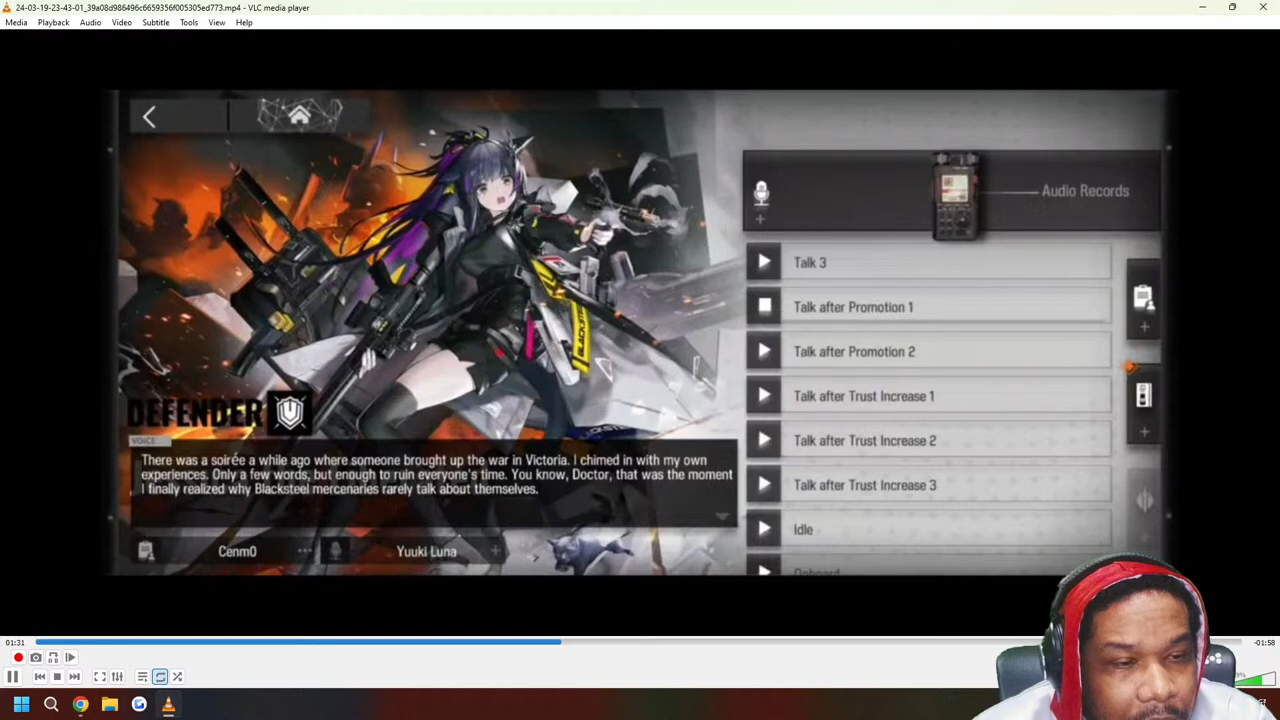 24-03-19-23-43-01_39a08d986496c6659356f005305ed773.mp4 - VLC media player
Media Playback Audio Video Subtitle Tools View Help
Audio Records
Talk 3
Talk after Promotion 1
Talk after Promotion 2
Talk after Trust Increase 1
Talk after Trust Increase 2
Talk after Trust Increase 3
Idle
Onboard
BLACKSTEEL
DEFENDER
VOICE
There was a soirée a while ago where someone brought up the war in Victoria. I chimed in with my own
experiences. Only a few words, but enough to ruin everyone's time. You know, Doctor, that was the moment
I finally realized why Blacksteel mercenaries rarely talk about themselves.
Cenm0
Yuuki Luna
01:31
-01:58